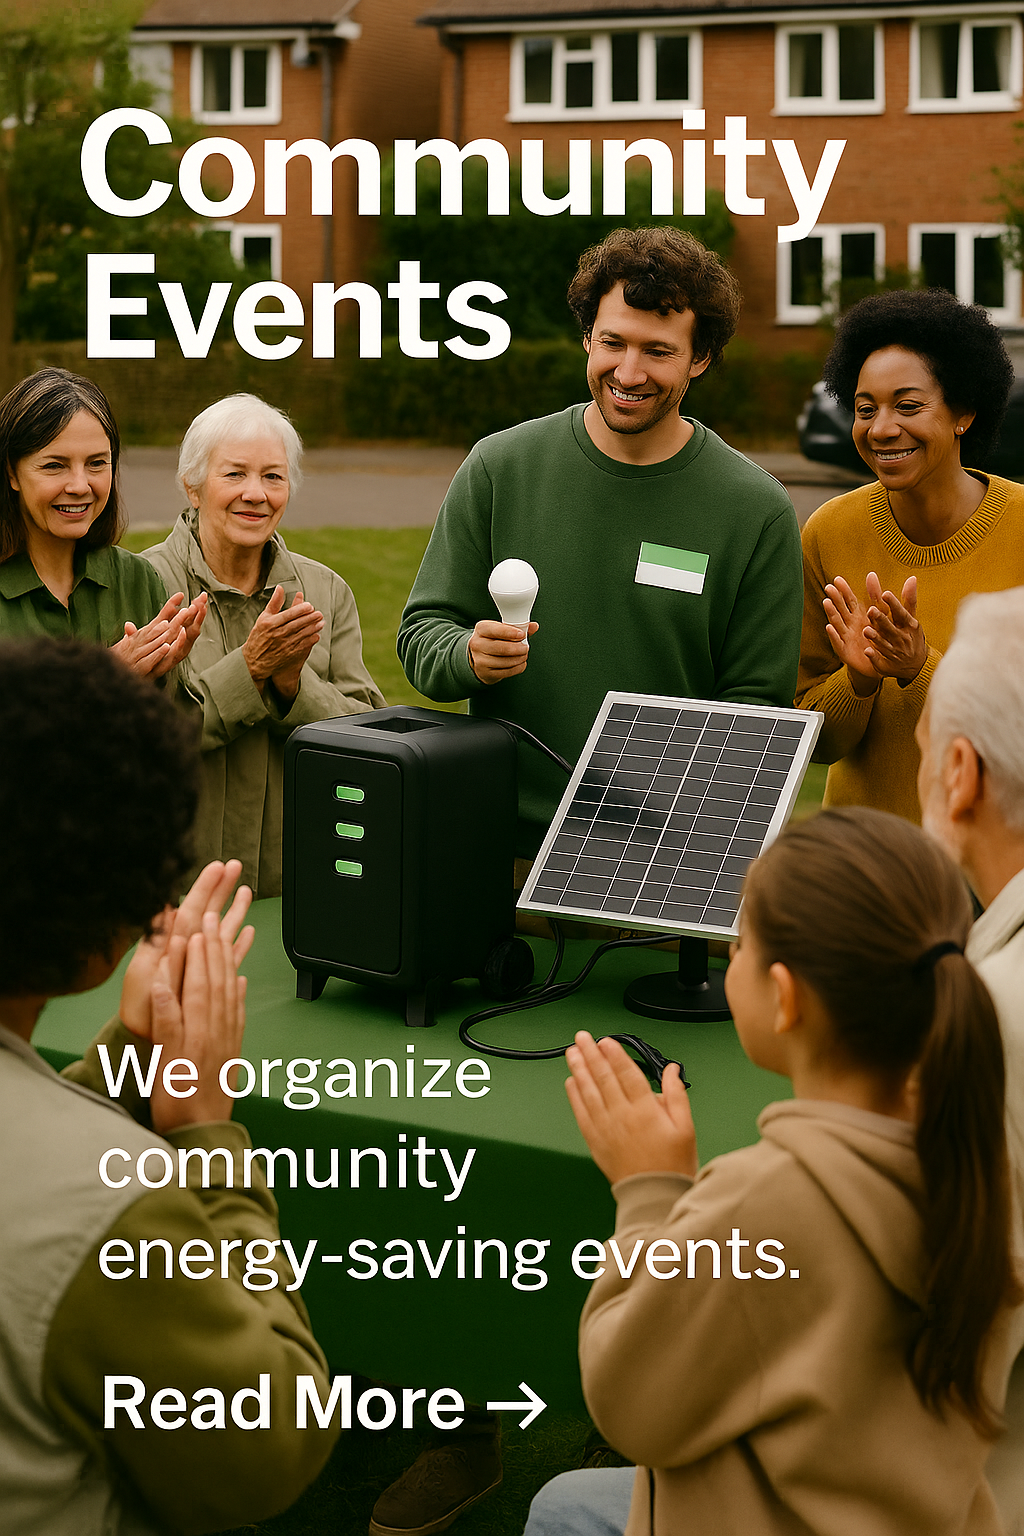 Community
Events
We organize
community
energy-saving events.
Read More →